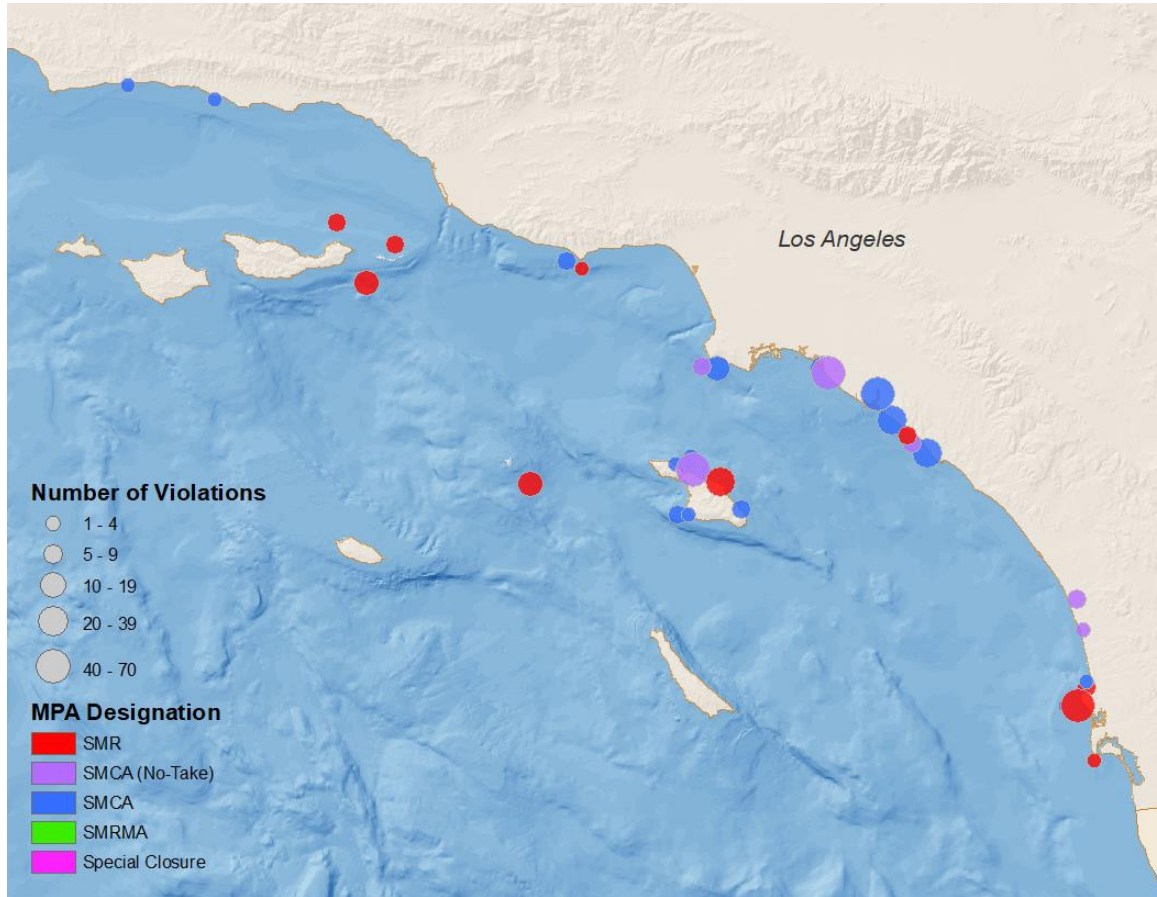 Los Angeles
Number of Violations
1 - 4
5 - 9
10 - 19
20 - 39
40 - 70
MPA Designation
SMR
SMCA (No-Take)
SMCA
SMRMA
Special Closure